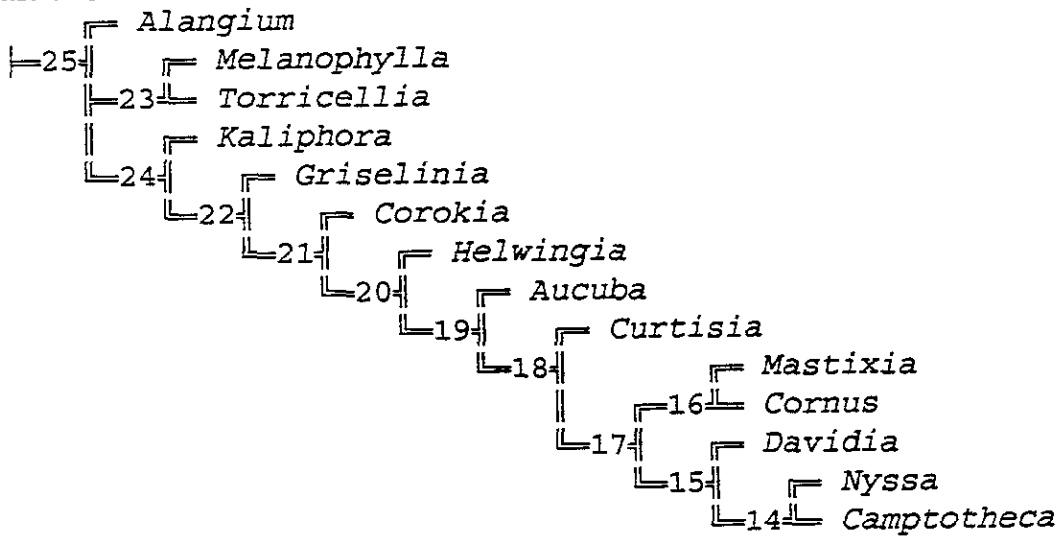 Alangium
25
Melanophylla
23
Torricellia
Kaliphora
24
Griselinia
22
Corokia
21
Helwingia
20
Aucuba
19
Curtisia
18
Mastixia
16
Cornus
17
Davidia
15
Nyssa
14
Camptotheca